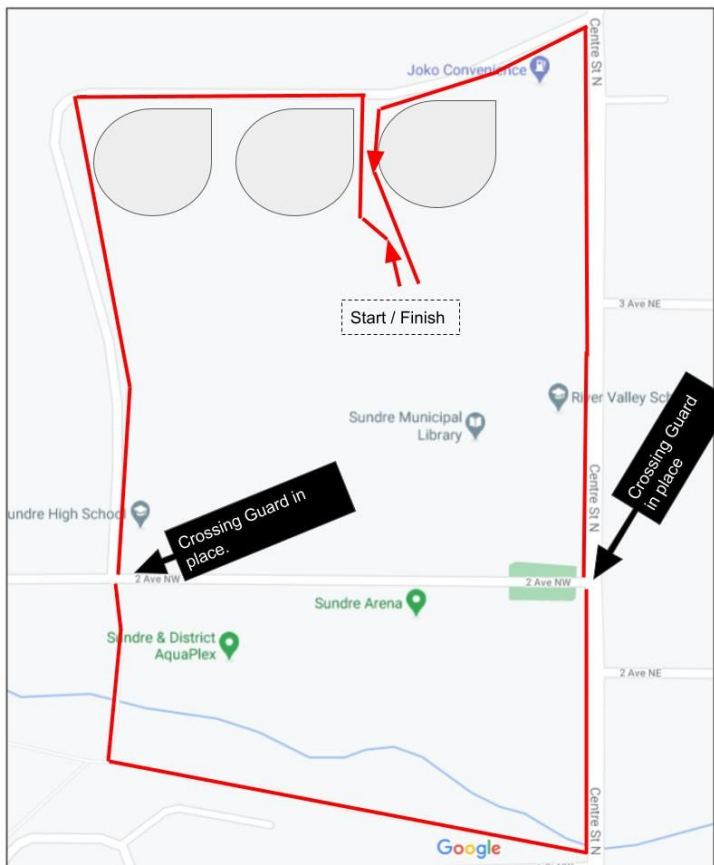 Centre St N
Joko Convenience
Start / Finish
3 Ave NE
River Valley Sc
Sundre Municipal
Library
Crossing Guard
in place
Centre St N
undre High School
Crossing Guard in
place.
2 Ave NW
2 Ave NW
Sundre Arena
Sundre & District
AquaPlex
2 Ave NE
Centre St N
Google